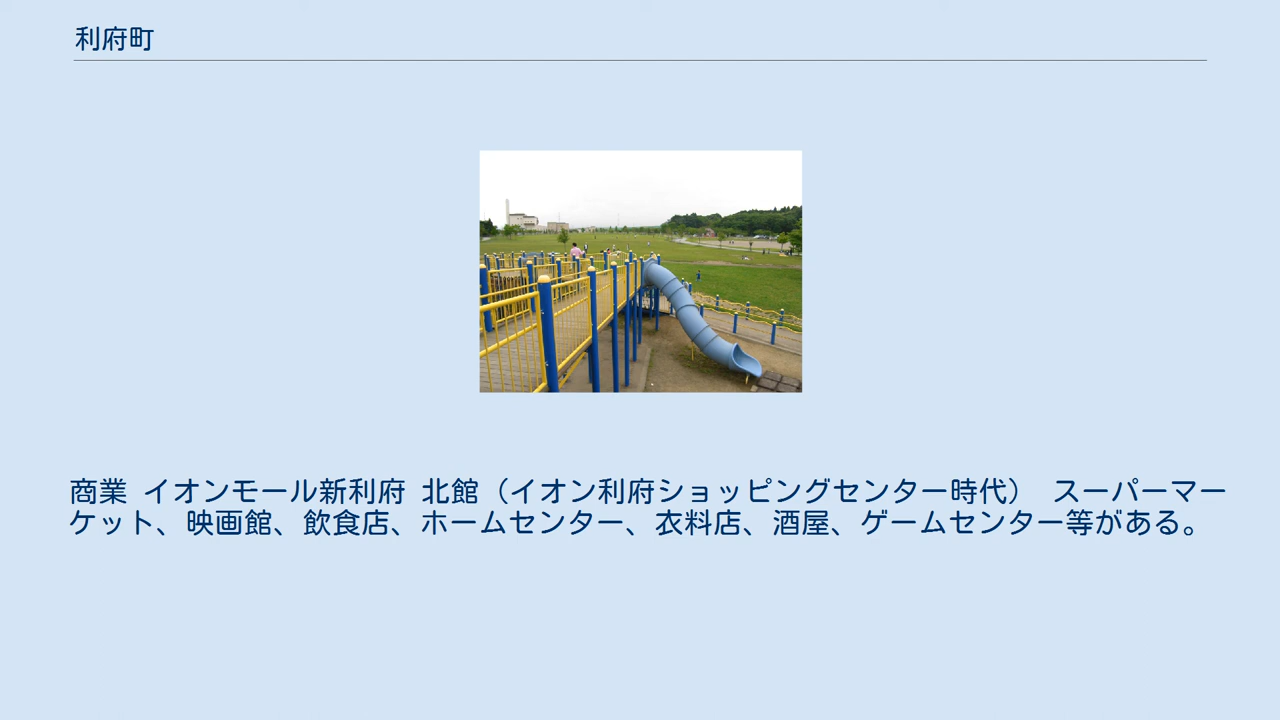 利府町
商業 イオンモール新利府 北館（イオン利府ショッピングセンター時代） スーパーマー
ケット、映画館、飲食店、ホームセンター、衣料店、酒屋、ゲームセンター等がある。